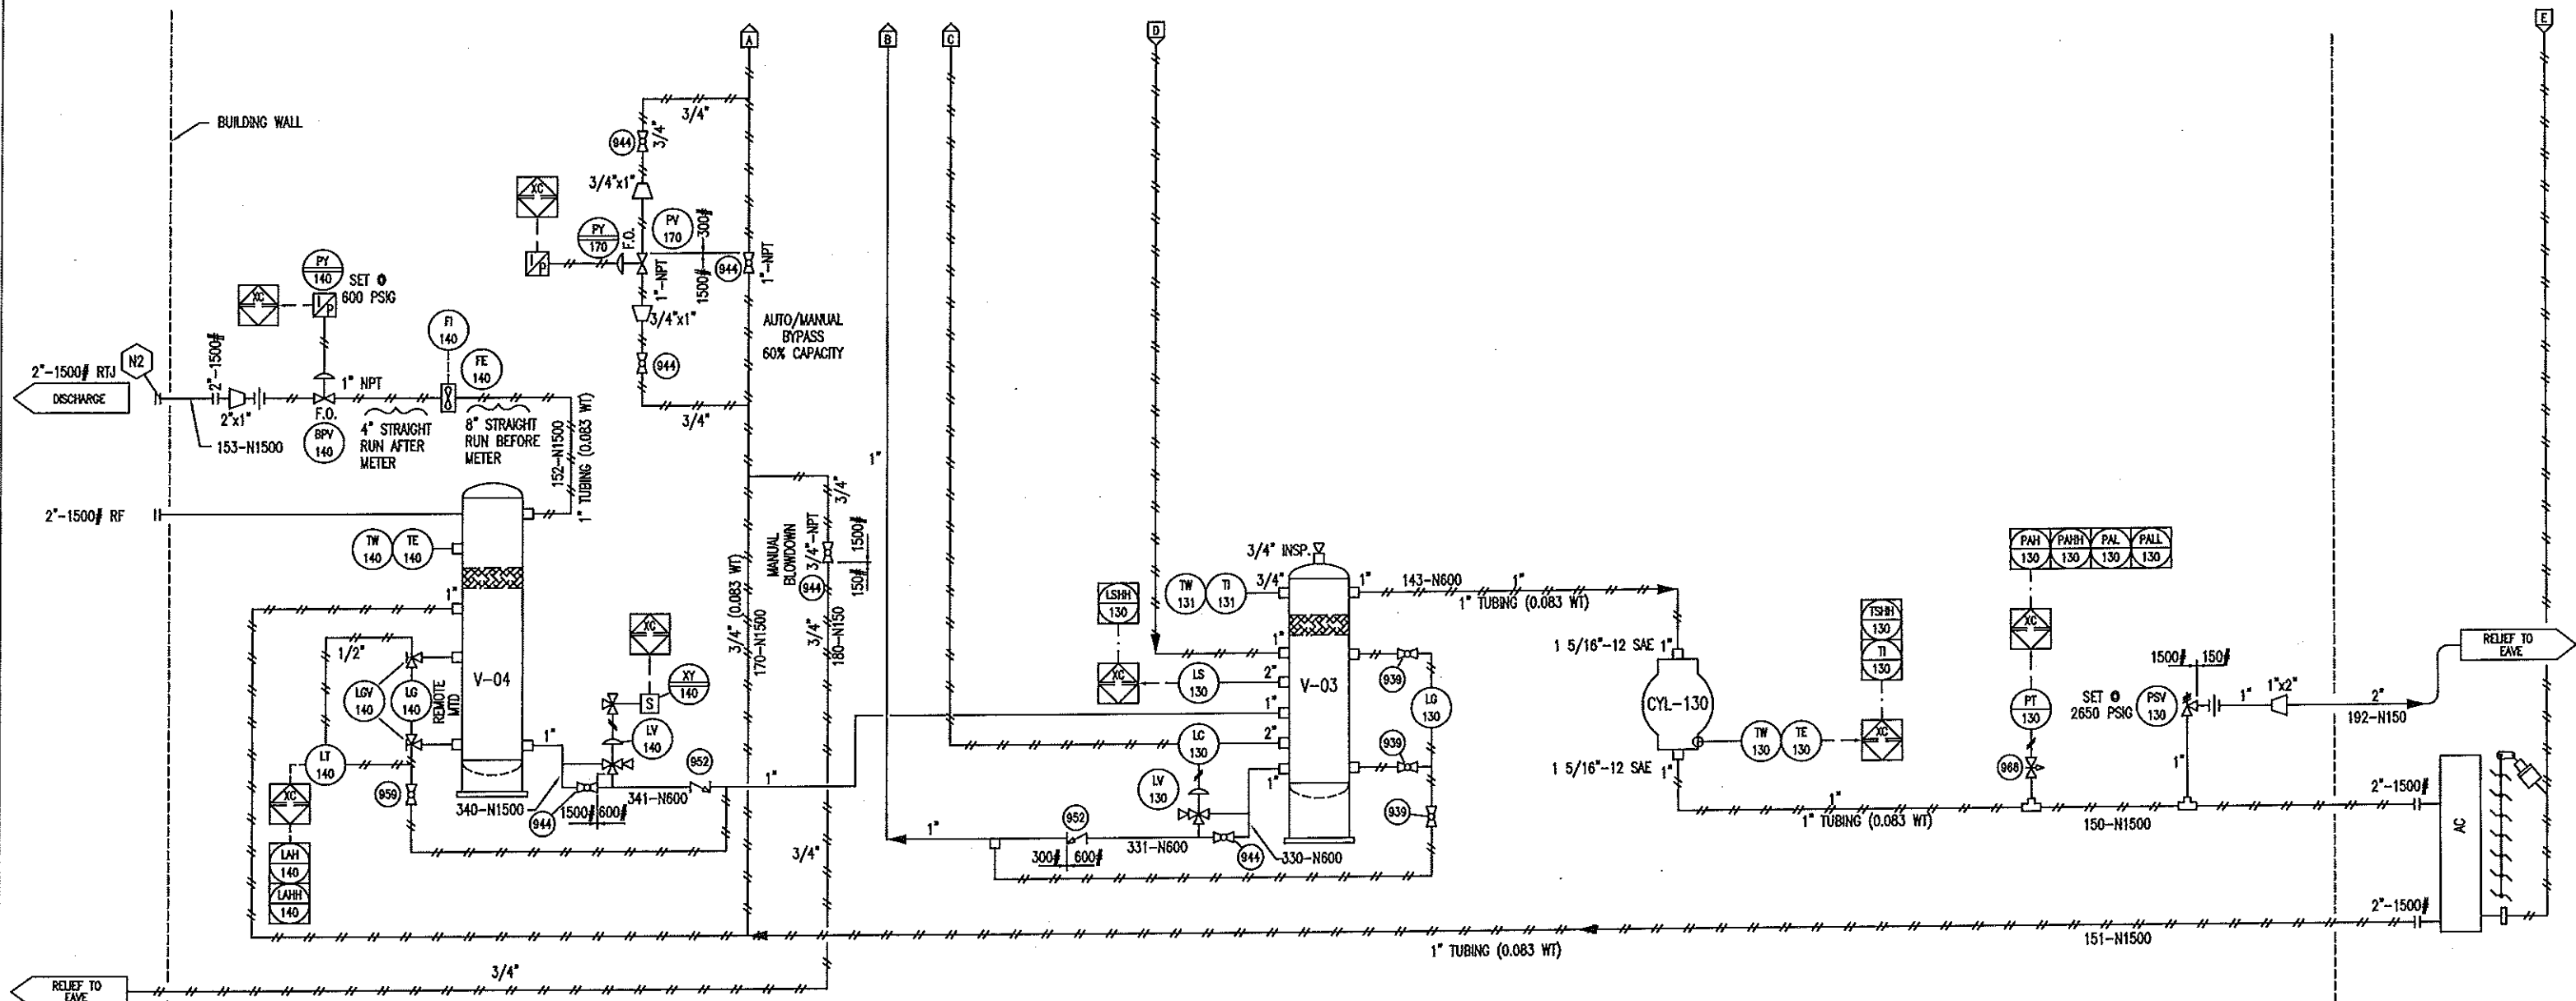 A
B
C
D
E
BUILDING WALL
3/4"
944
3/4"
3/4"x1"
XC
PY
170
F.O.
PV
170
300#
1500#
I/P
944
1"-NPT
1"-NPT
3/4"x1"
944
3/4"
AUTO/MANUAL
BYPASS
60% CAPACITY
PY
140
SET @
600 PSIG
XC
I/P
FI
140
FE
140
2"-1500# RTJ
DISCHARGE
N2
2"-1500#
2"x1"
153-N1500
1" NPT
F.O.
BPV
140
4" STRAIGHT
RUN AFTER
METER
8" STRAIGHT
RUN BEFORE
METER
152-N1500
1" TUBING (0.083 WT)
2"-1500# RF
TW
140
TE
140
1"
V-04
1/2"
LGV
140
LG
140
REMOTE
MTD
LT
140
XC
LAH
140
LAHH
140
959
1"
340-N1500
944
1500#
600#
341-N600
XC
XY
140
S
LV
140
952
1"
3/4" (0.083 WT)
170-N1500
MANUAL
BLOWDOWN
3/4"
3/4"-NPT
944
1500#
150#
3/4"
180-N150
3/4"
3/4"
RELIEF TO
EAVE
1"
1"
LSHH
130
XC
LS
130
TW
131
TI
131
3/4" INSP.
3/4"
1"
1"
2"
1"
2"
1"
V-03
LC
130
LV
130
939
LG
130
939
939
952
300#
600#
331-N600
944
330-N600
143-N600
1"
1" TUBING (0.083 WT)
1 5/16"-12 SAE
1"
CYL-130
1 5/16"-12 SAE
1"
TW
130
TE
130
TSHH
130
TI
130
XC
PAH
130
PAHH
130
PAL
130
PALL
130
XC
PT
130
968
SET @
2650 PSIG
PSV
130
1500#
150#
1"
1"
1"x2"
2"
192-N150
RELIEF TO
EAVE
1"
1" TUBING (0.083 WT)
150-N1500
2"-1500#
AC
2"-1500#
151-N1500
1" TUBING (0.083 WT)